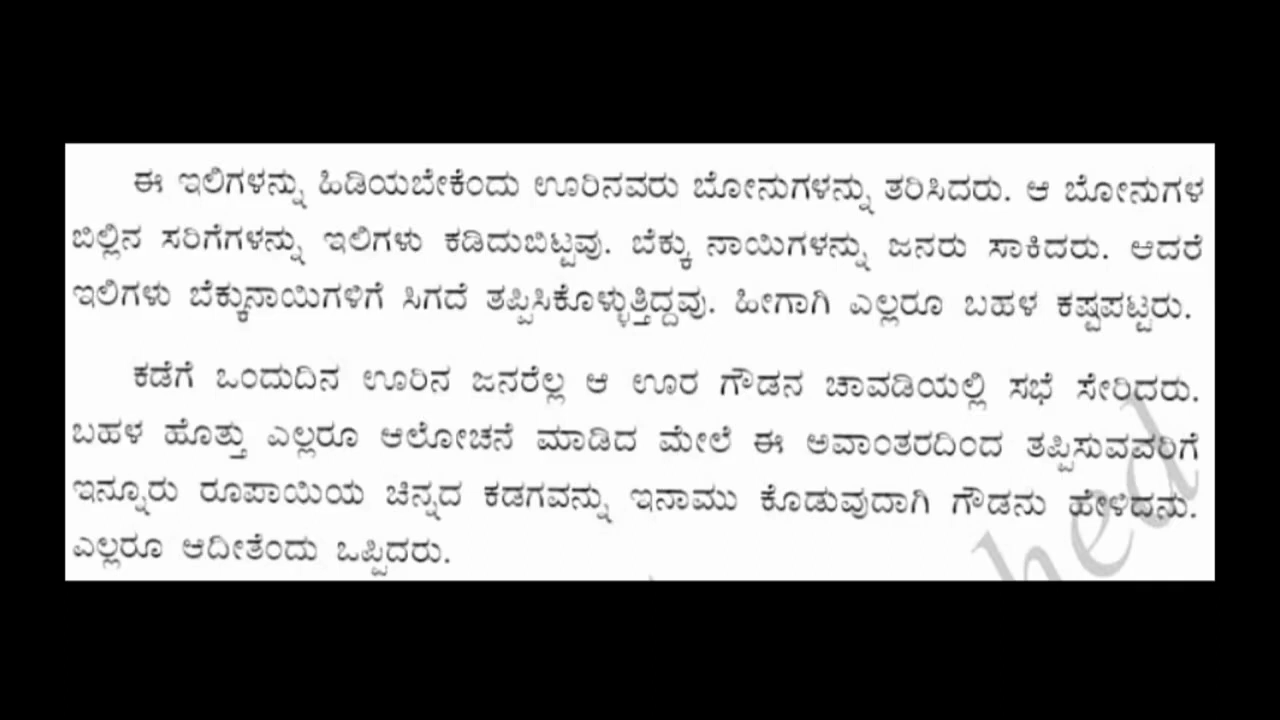 ಈ ಇಲಿಗಳನ್ನು ಹಿಡಿಯಬೇಕೆಂದು ಊರಿನವರು ಬೋನುಗಳನ್ನು ತರಿಸಿದರು. ಆ ಬೋನುಗಳ
ಬಿಲ್ಲಿನ ಸರಿಗೆಗಳನ್ನು ಇಲಿಗಳು ಕಡಿದುಬಿಟ್ಟವು. ಬೆಕ್ಕು ನಾಯಿಗಳನ್ನು ಜನರು ಸಾಕಿದರು. ಆದರೆ
ಇಲಿಗಳು ಬೆಕ್ಕುನಾಯಿಗಳಿಗೆ ಸಿಗದೆ ತಪ್ಪಿಸಿಕೊಳ್ಳುತ್ತಿದ್ದವು. ಹೀಗಾಗಿ ಎಲ್ಲರೂ ಬಹಳ ಕಷ್ಟಪಟ್ಟರು.
ಕಡೆಗೆ ಒಂದುದಿನ ಊರಿನ ಜನರೆಲ್ಲ ಆ ಊರ ಗೌಡನ ಚಾವಡಿಯಲ್ಲಿ ಸಭೆ ಸೇರಿದರು.
ಬಹಳ ಹೊತ್ತು ಎಲ್ಲರೂ ಆಲೋಚನೆ ಮಾಡಿದ ಮೇಲೆ ಈ ಅವಾಂತರದಿಂದ ತಪ್ಪಿಸುವವರಿಗೆ
ಇನ್ನೂರು ರೂಪಾಯಿಯ ಚಿನ್ನದ ಕಡಗವನ್ನು ಇನಾಮು ಕೊಡುವುದಾಗಿ ಗೌಡನು ಹೇಳಿದನು.
ಎಲ್ಲರೂ ಆದೀತೆಂದು ಒಪ್ಪಿದರು.
hed